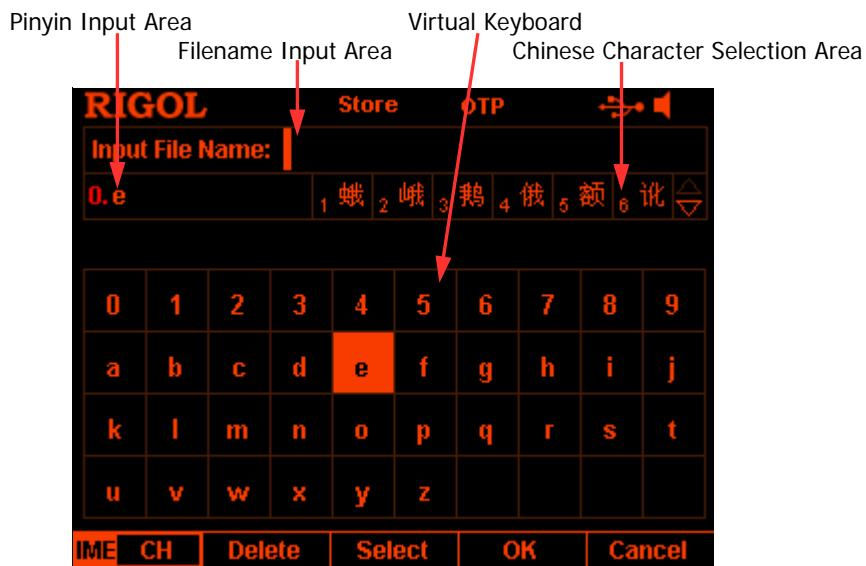 Pinyin Input Area
Virtual Keyboard
Filename Input Area
Chinese Character Selection Area
RIGOL Store OTP
Input File Name:
0. e 1 蛾 2 峨 3 鹅 4 俄 5 额 6 讹
0 1 2 3 4 5 6 7 8 9
a b c d e f g h i j
k l m n o p q r s t
u v w x y z
IME CH Delete Select OK Cancel